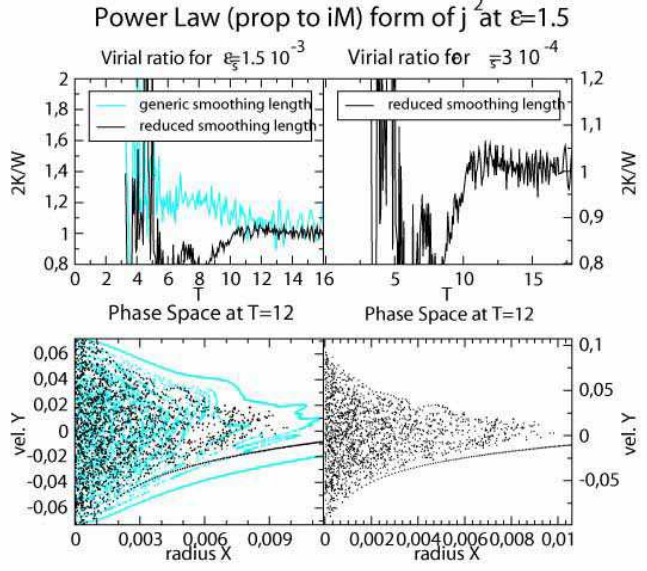 Power Law (prop to iM) form of j² at ε=1.5
Virial ratio for ε_s=1.5 10⁻³
Virial ratio for =3 10⁻⁴
generic smoothing length
reduced smoothing length
reduced smoothing length
2
1,8
1,6
1,4
1,2
1
0,8
2K/W
1,2
1,1
1
0,9
0,8
2K/W
0 2 4 6 8 10 12 14 16
5 10 15
T
T
Phase Space at T=12
Phase Space at T=12
0,06
0,04
0,02
0
-0,02
-0,04
-0,06
vel. Y
0,1
0,05
0
-0,05
vel. Y
0 0,003 0,006 0,009
0 0,002 0,004 0,006 0,008 0,01
radius X
radius X